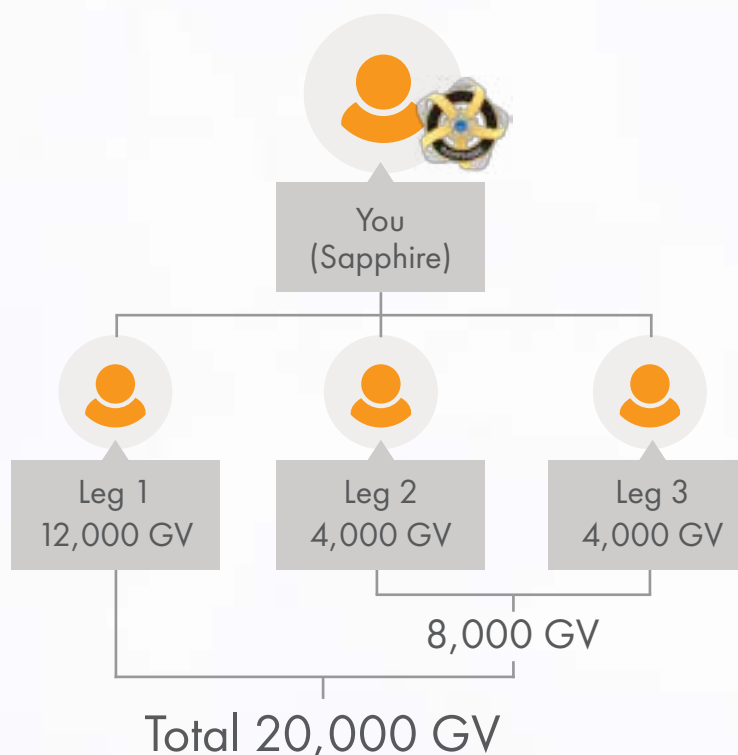 You
(Sapphire)
Leg 1
12,000 GV
Leg 2
4,000 GV
Leg 3
4,000 GV
8,000 GV
Total 20,000 GV